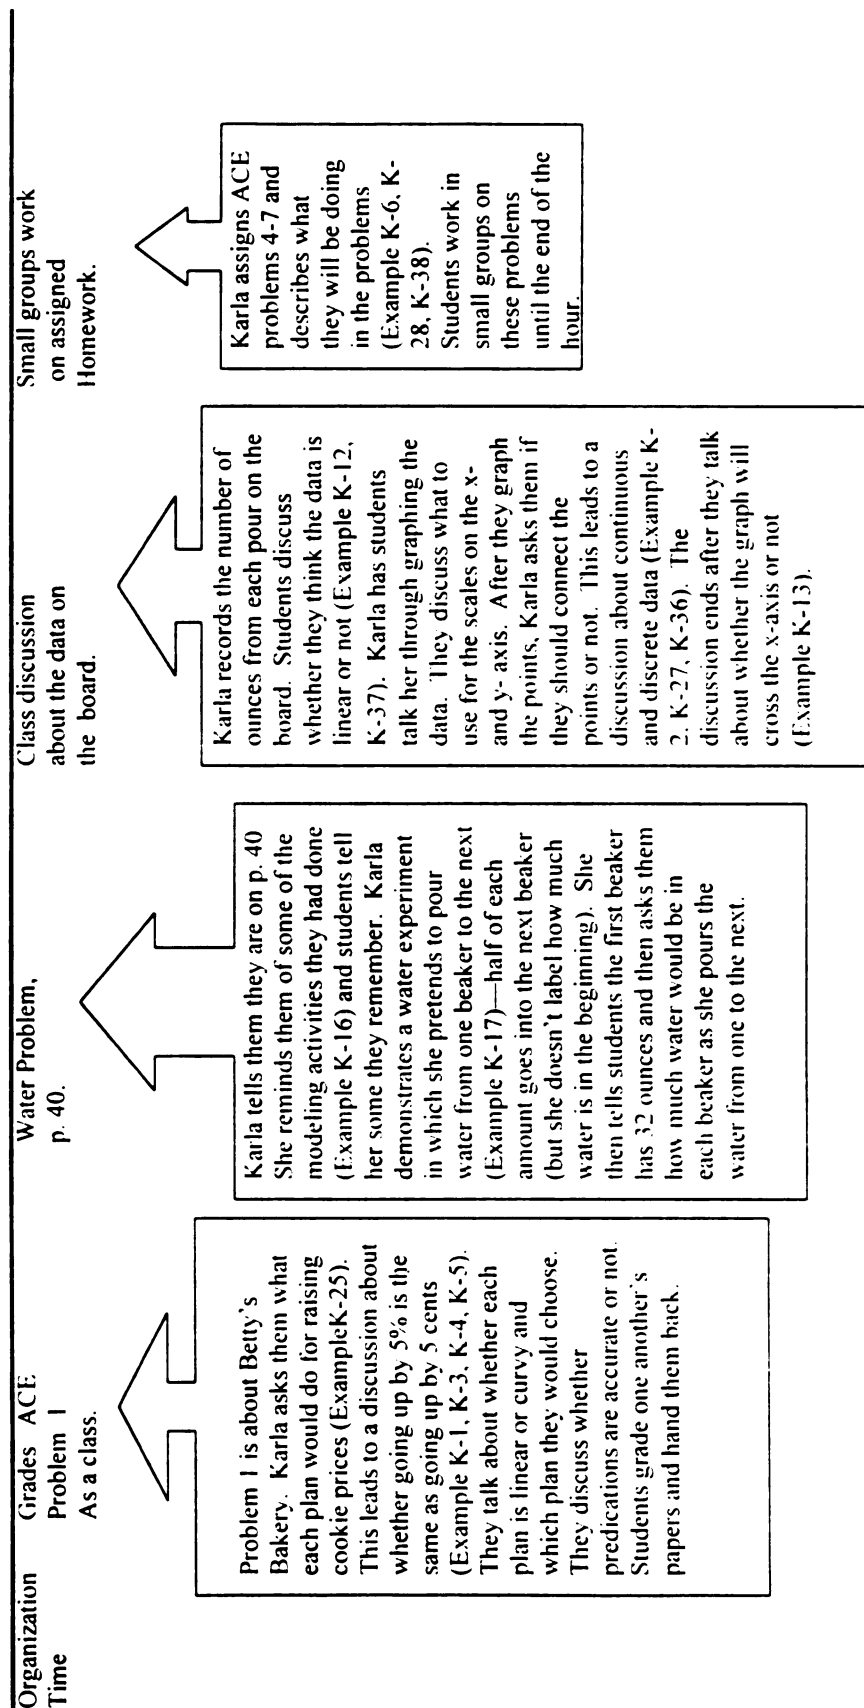 Organization
Time
Grades ACE
Problem 1
As a class.
Problem 1 is about Betty's
Bakery. Karla asks them what
each plan would do for raising
cookie prices (ExampleK-25).
This leads to a discussion about
whether going up by 5% is the
same as going up by 5 cents
(Example K-1, K-3, K-4, K-5).
They talk about whether each
plan is linear or curvy and
which plan they would choose.
They discuss whether
predications are accurate or not.
Students grade one another's
papers and hand them back.
Water Problem,
p. 40.
Karla tells them they are on p. 40
She reminds them of some of the
modeling activities they had done
(Example K-16) and students tell
her some they remember. Karla
demonstrates a water experiment
in which she pretends to pour
water from one beaker to the next
(Example K-17)—half of each
amount goes into the next beaker
(but she doesn't label how much
water is in the beginning). She
then tells students the first beaker
has 32 ounces and then asks them
how much water would be in
each beaker as she pours the
water from one to the next.
Class discussion
about the data on
the board.
Karla records the number of
ounces from each pour on the
board. Students discuss
whether they think the data is
linear or not (Example K-12,
K-37). Karla has students
talk her through graphing the
data. They discuss what to
use for the scales on the x-
and y- axis. After they graph
the points, Karla asks them if
they should connect the
points or not. This leads to a
discussion about continuous
and discrete data (Example K-
2. K-27, K-36). The
discussion ends after they talk
about whether the graph will
cross the x-axis or not
(Example K-13).
Small groups work
on assigned
Homework.
Karla assigns ACE
problems 4-7 and
describes what
they will be doing
in the problems
(Example K-6, K-
28, K-38).
Students work in
small groups on
these problems
until the end of the
hour.